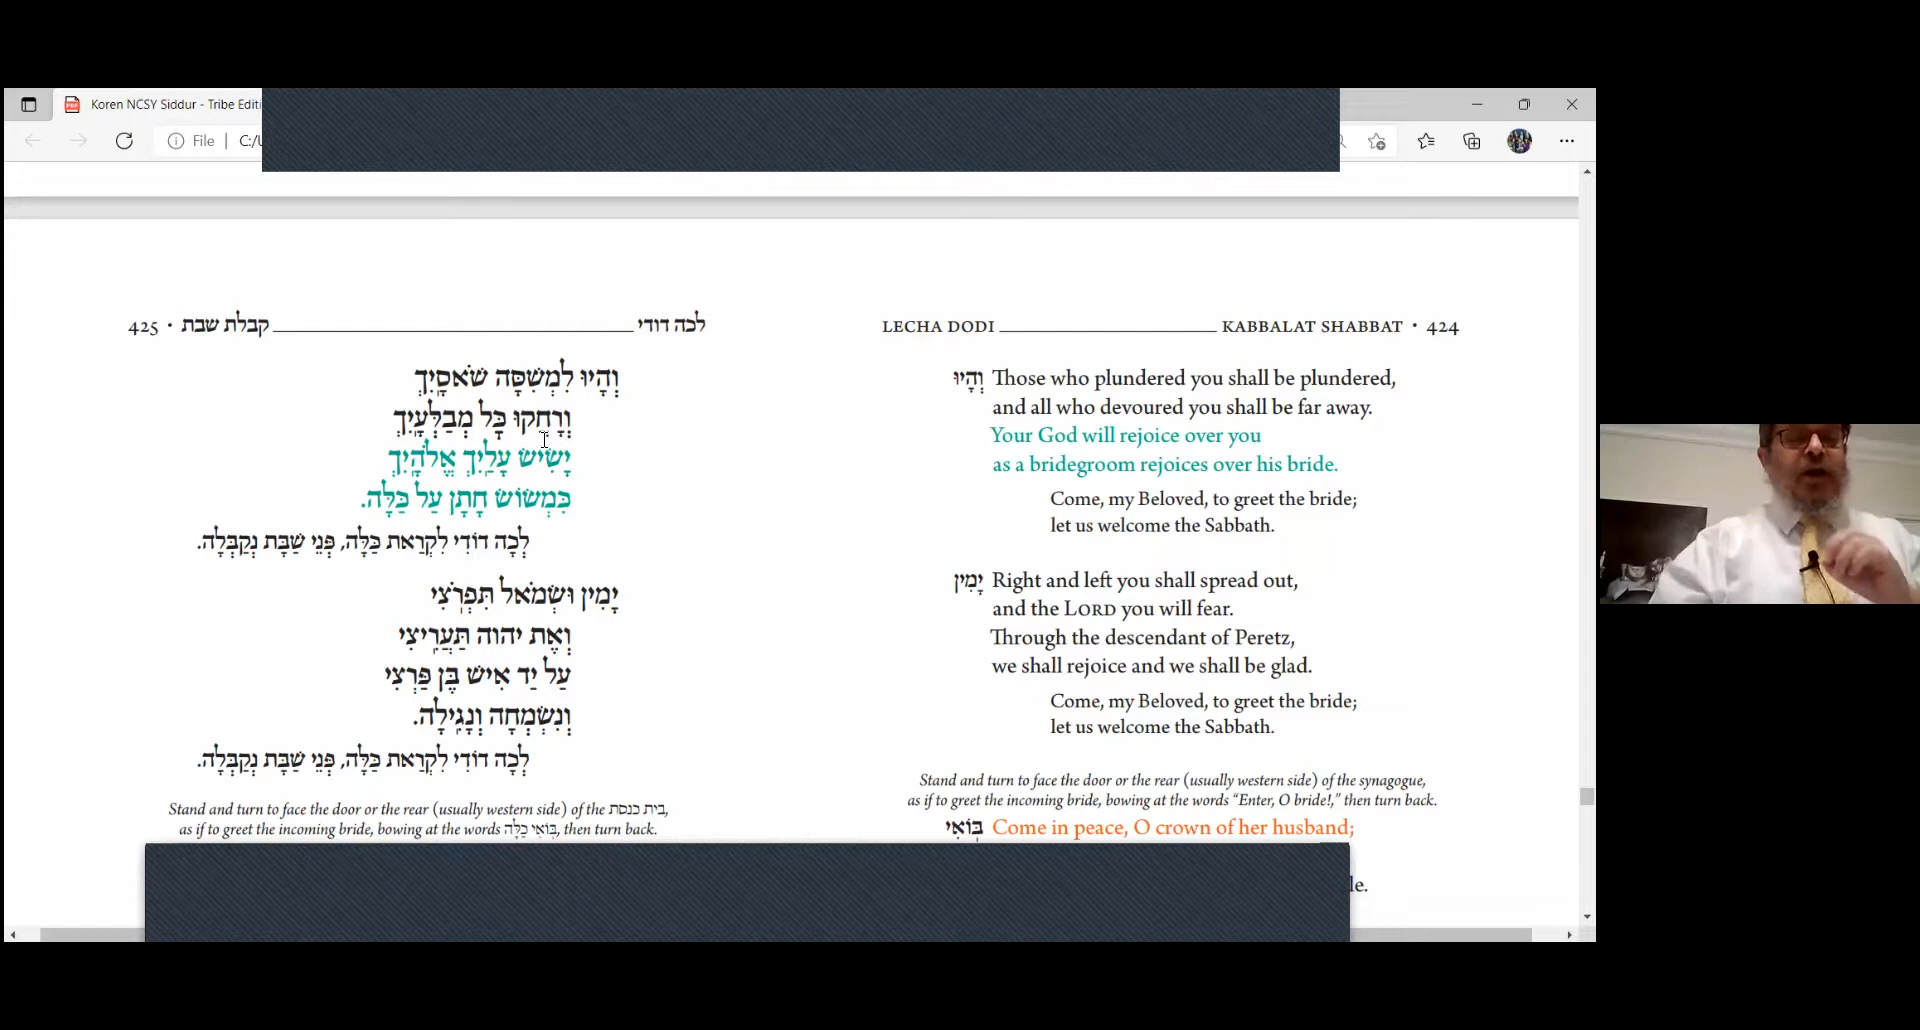 Koren NCSY Siddur - Tribe Editi
File | C:/
425 • קבלת שבת לכה דודי
וְהָיוּ לִמְשִׁסָּה שֹׁאסָֽיִךְ
וְרָחֲקוּ כָּל מְבַלְּעָֽיִךְ
יָשִׂישׂ עָלַֽיִךְ אֱלֹהָֽיִךְ
כִּמְשׂוֹשׂ חָתָן עַל כַּלָּה.
לְכָה דוֹדִי לִקְרַאת כַּלָּה, פְּנֵי שַׁבָּת נְקַבְּלָה.
יָמִין וּשְׂמֹאל תִּפְרֹֽצִי
וְאֶת יהוה תַּעֲרִֽיצִי
עַל יַד אִישׁ בֶּן פַּרְצִי
וְנִשְׂמְחָה וְנָגִֽילָה.
לְכָה דוֹדִי לִקְרַאת כַּלָּה, פְּנֵי שַׁבָּת נְקַבְּלָה.
Stand and turn to face the door or the rear (usually western side) of the בית כנסת,
as if to greet the incoming bride, bowing at the words בּוֹאִי כַלָּה, then turn back.
LECHA DODI KABBALAT SHABBAT • 424
וְהָיוּ Those who plundered you shall be plundered,
and all who devoured you shall be far away.
Your God will rejoice over you
as a bridegroom rejoices over his bride.
Come, my Beloved, to greet the bride;
let us welcome the Sabbath.
יָמִין Right and left you shall spread out,
and the LORD you will fear.
Through the descendant of Peretz,
we shall rejoice and we shall be glad.
Come, my Beloved, to greet the bride;
let us welcome the Sabbath.
Stand and turn to face the door or the rear (usually western side) of the synagogue,
as if to greet the incoming bride, bowing at the words “Enter, O bride!,” then turn back.
בּֽוֹאִי Come in peace, O crown of her husband;
le.